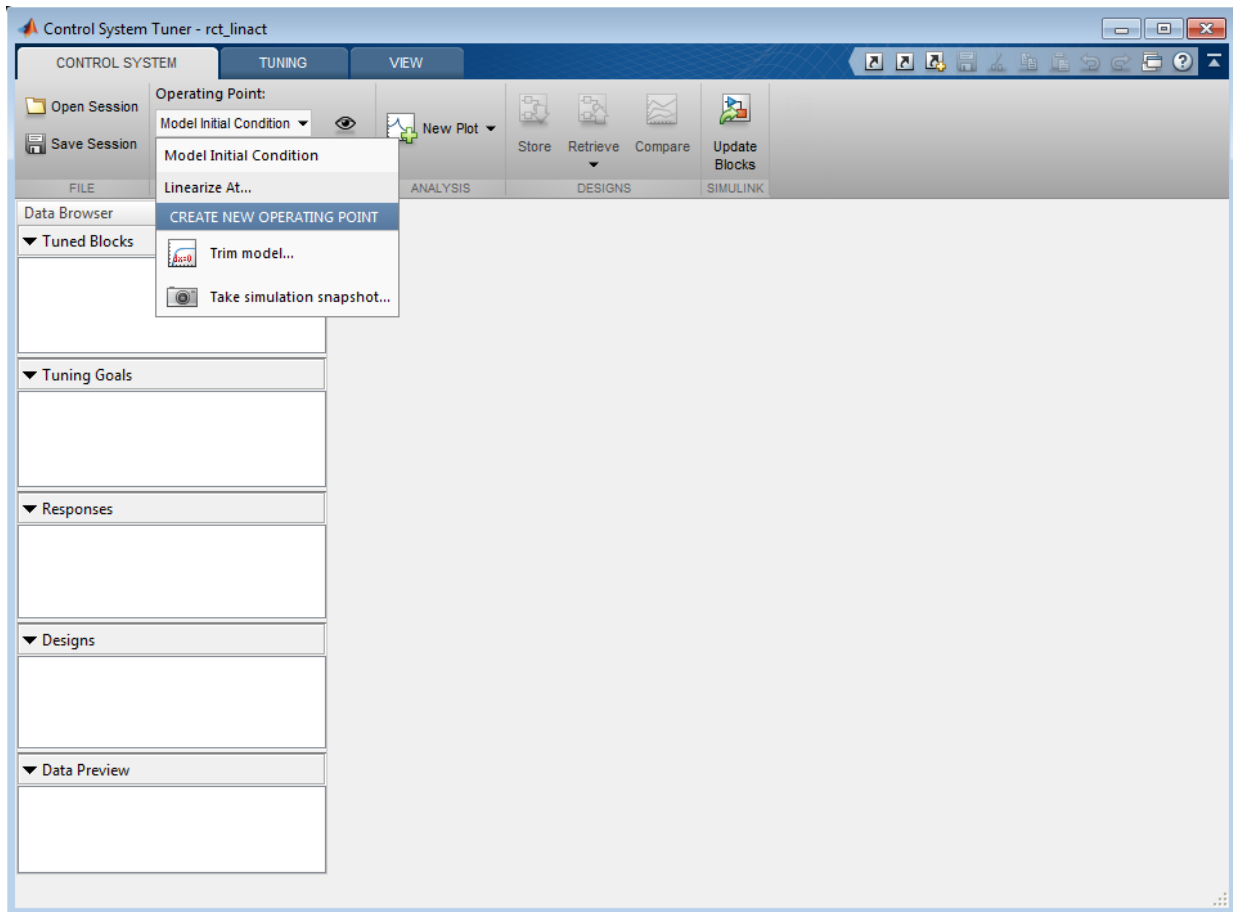 Control System Tuner - rct_linact
CONTROL SYSTEM TUNING VIEW
Open Session
Save Session
FILE
Operating Point:
Model Initial Condition
Model Initial Condition
Linearize At...
CREATE NEW OPERATING POINT
dx=0 Trim model...
Take simulation snapshot...
New Plot
ANALYSIS
Store Retrieve Compare
DESIGNS
Update
Blocks
SIMULINK
Data Browser
Tuned Blocks
Tuning Goals
Responses
Designs
Data Preview